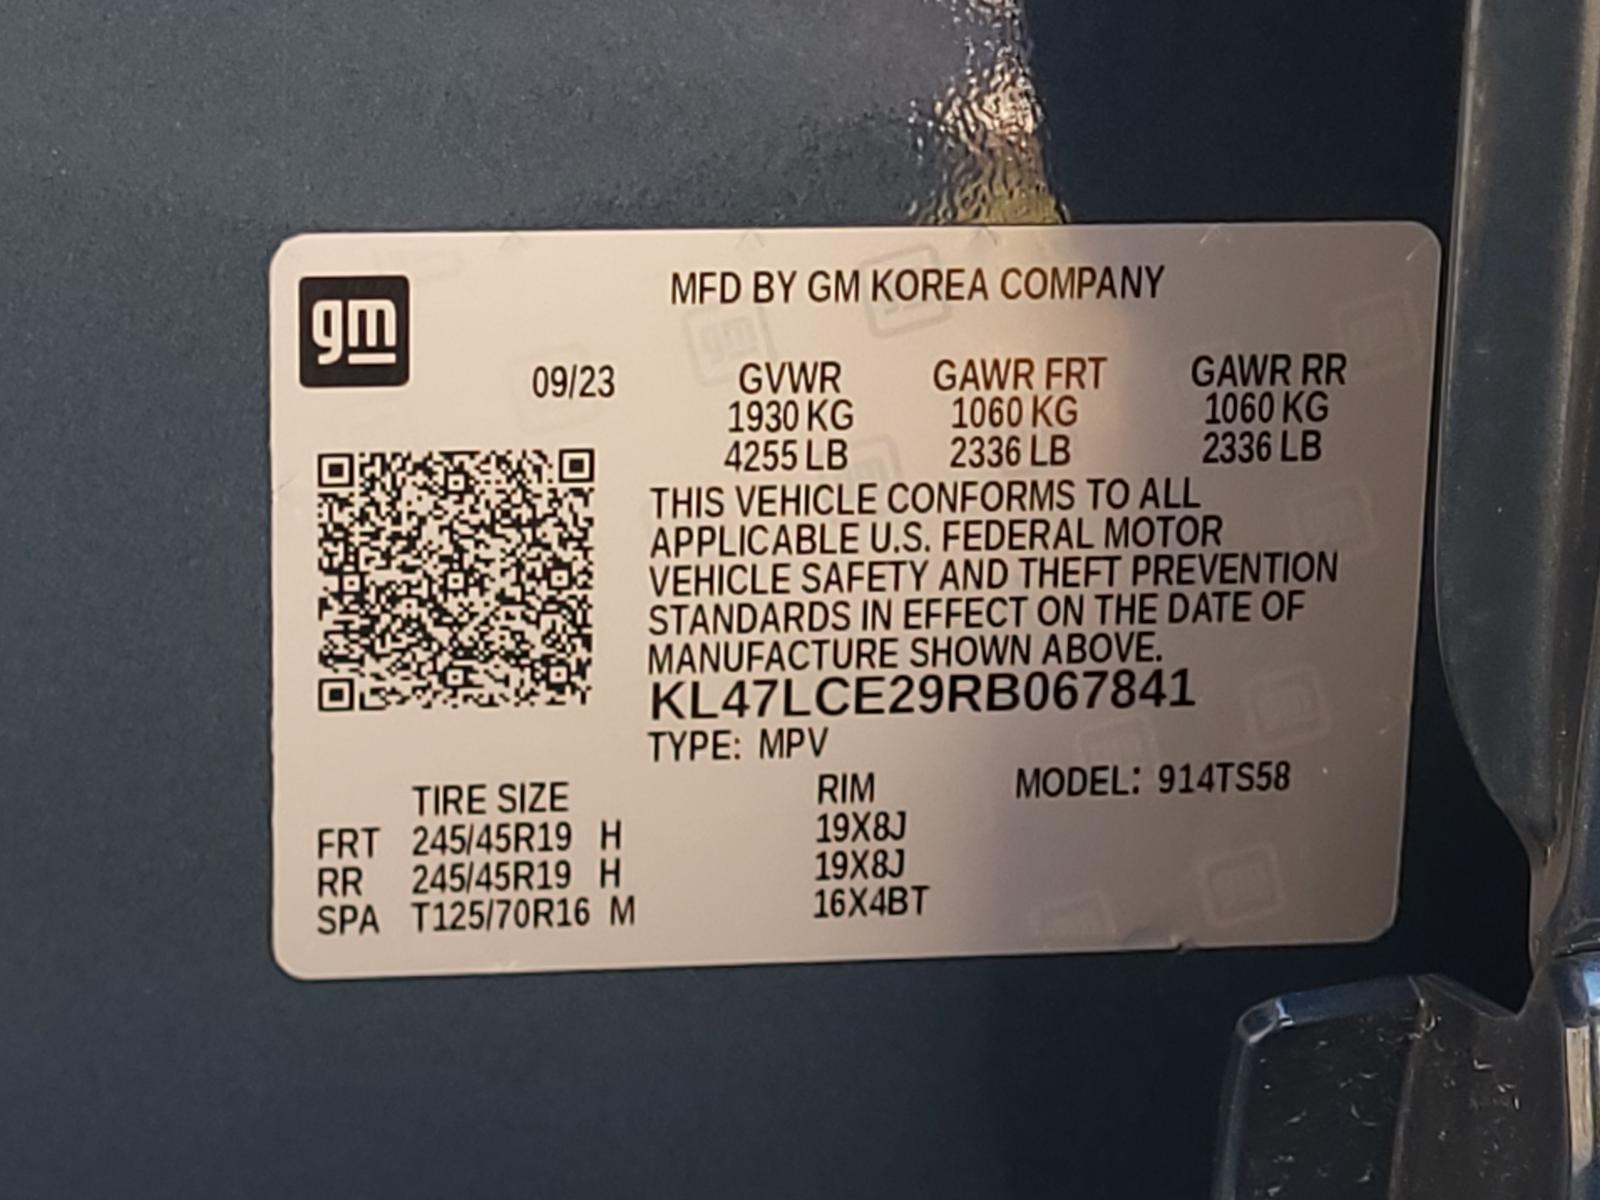 gm
MFD BY GM KOREA COMPANY
09/23 GVWR GAWR FRT GAWR RR
1930 KG 1060 KG 1060 KG
4255 LB 2336 LB 2336 LB
THIS VEHICLE CONFORMS TO ALL
APPLICABLE U.S. FEDERAL MOTOR
VEHICLE SAFETY AND THEFT PREVENTION
STANDARDS IN EFFECT ON THE DATE OF
MANUFACTURE SHOWN ABOVE.
KL47LCE29RB067841
TYPE: MPV
TIRE SIZE RIM MODEL: 914TS58
FRT 245/45R19 H 19X8J
RR 245/45R19 H 19X8J
SPA T125/70R16 M 16X4BT